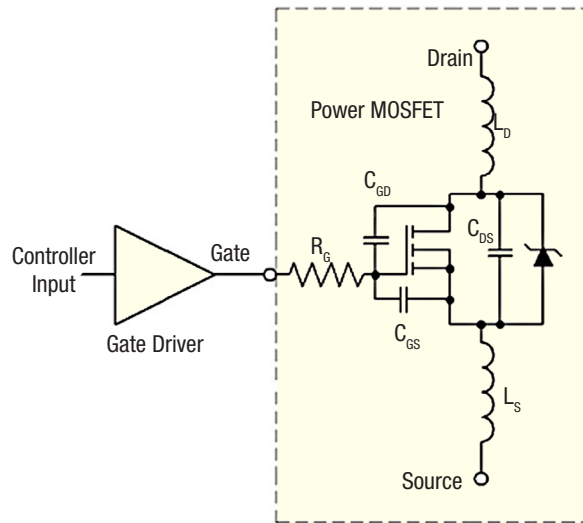 Drain
Power MOSFET
L_D
C_GD
C_DS
Controller
Input
Gate
R_G
Gate Driver
C_GS
L_S
Source